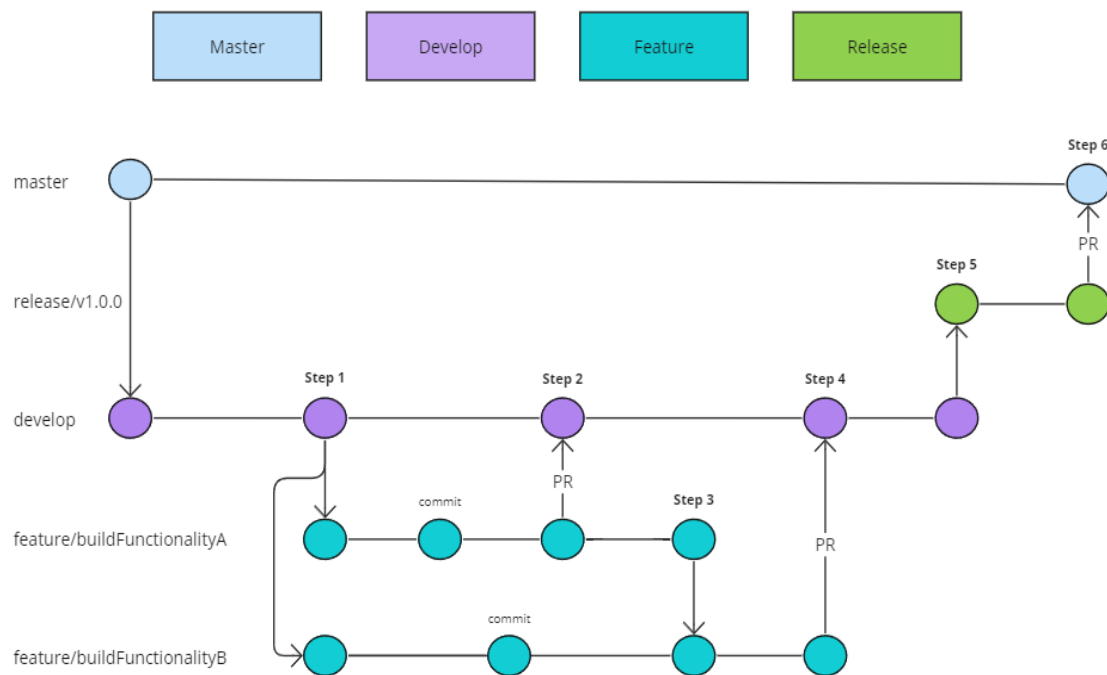 Master
Develop
Feature
Release
Step 6
master
PR
Step 5
release/v1.0.0
Step 1
Step 2
Step 4
develop
PR
commit
Step 3
feature/buildFunctionalityA
PR
commit
feature/buildFunctionalityB